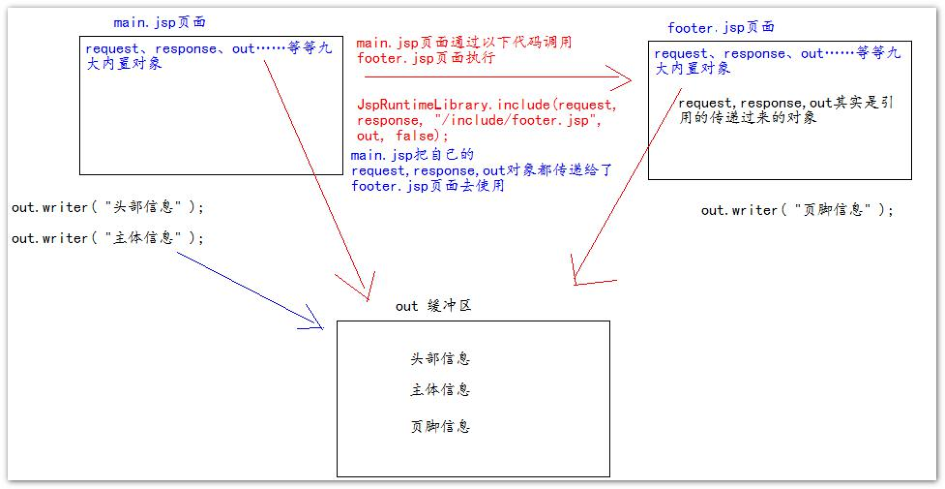 main.jsp页面
request、response、out……等等九
大内置对象
main.jsp页面通过以下代码调用
footer.jsp页面执行
JspRuntimeLibrary.include(request,
response, "/include/footer.jsp",
out, false);
main.jsp把自己的
request,response,out对象都传递给了
footer.jsp页面去使用
footer.jsp页面
request、response、out……等等九
大内置对象
request,response,out其实是引
用的传递过来的对象
out.writer( "头部信息" );
out.writer( "主体信息" );
out.writer( "页脚信息" );
out 缓冲区
头部信息
主体信息
页脚信息